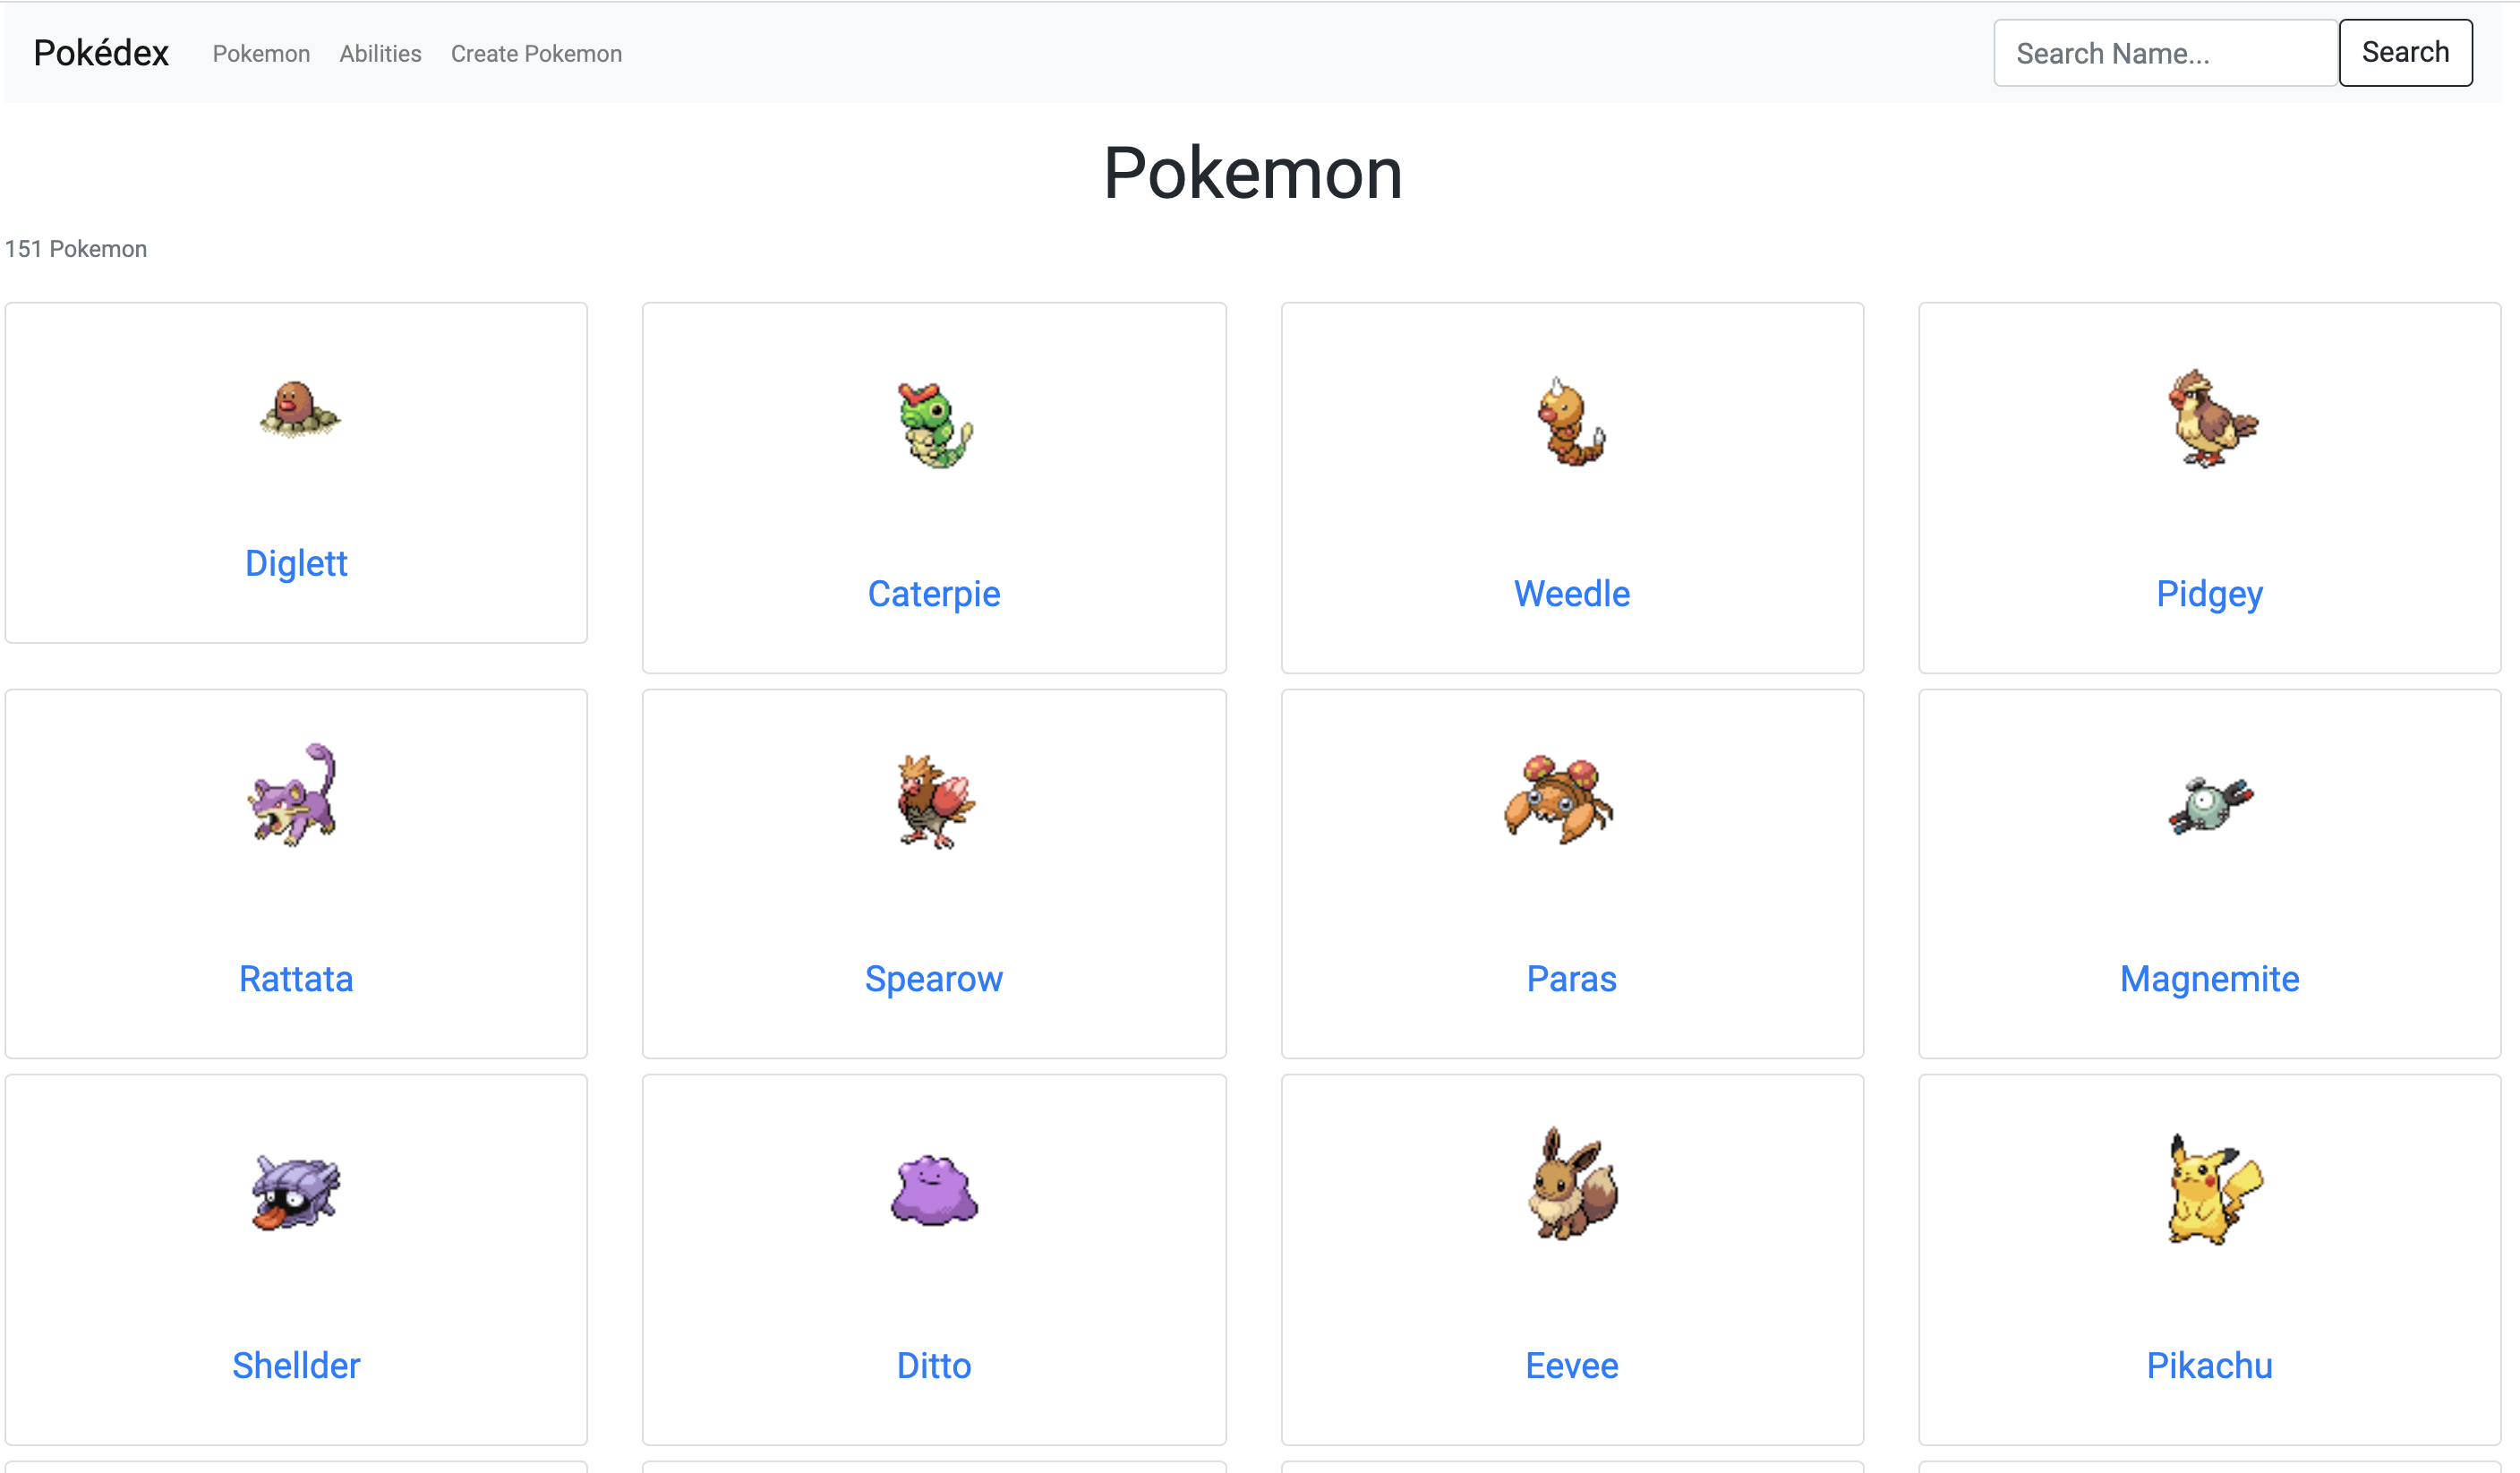 Pokédex Pokemon Abilities Create Pokemon Search Name... Search
Pokemon
151 Pokemon
Diglett
Caterpie
Weedle
Pidgey
Rattata
Spearow
Paras
Magnemite
Shellder
Ditto
Eevee
Pikachu